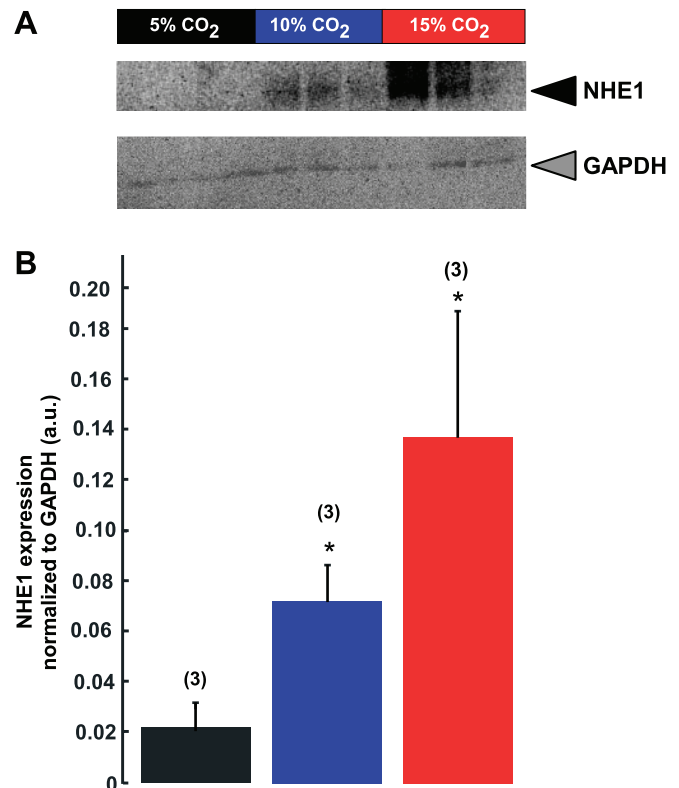 A
5% CO2 10% CO2 15% CO2
NHE1
GAPDH
B
NHE1 expression
normalized to GAPDH (a.u.)
0.20
0.18
0.16
0.14
0.12
0.10
0.08
0.06
0.04
0.02
0
(3)
(3)
*
(3)
*